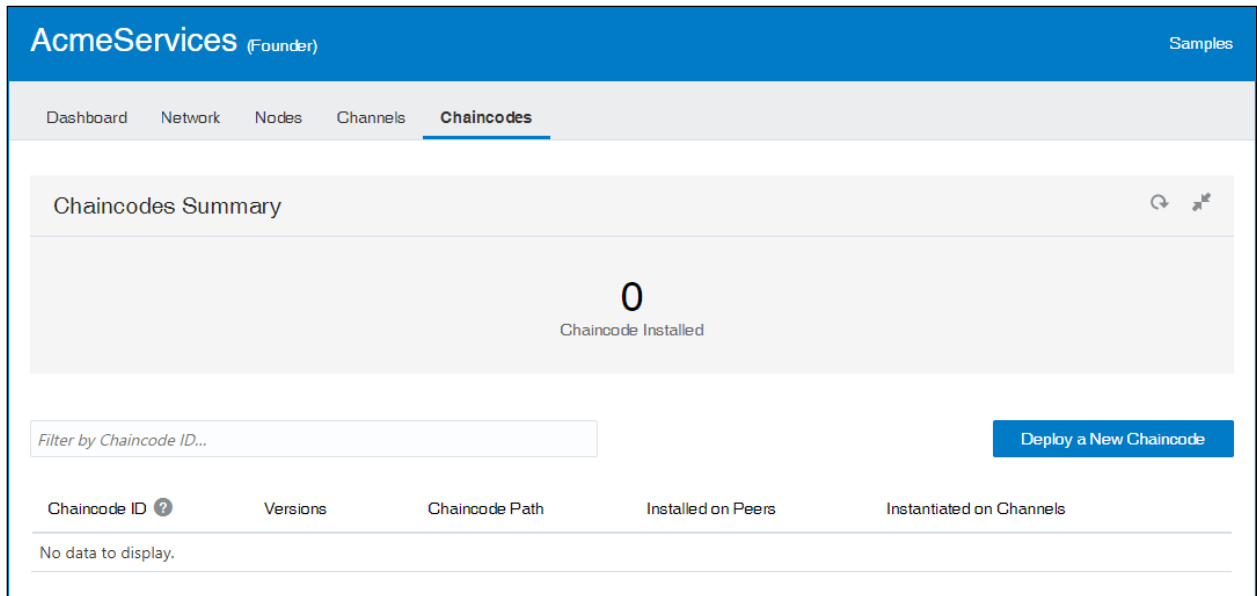 AcmeServices (Founder) Samples
Dashboard Network Nodes Channels Chaincodes
Chaincodes Summary
0
Chaincode Installed
Filter by Chaincode ID... Deploy a New Chaincode
Chaincode ID ? Versions Chaincode Path Installed on Peers Instantiated on Channels
No data to display.